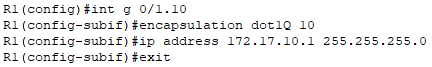 R1(config)#int g 0/1.10
R1(config-subif)#encapsulation dot1Q 10
R1(config-subif)#ip address 172.17.10.1 255.255.255.0
R1(config-subif)#exit